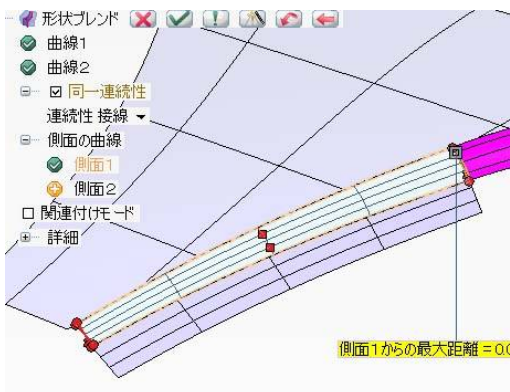 形状ブレンド
曲線1
曲線2
同一連続性
連続性 接線
側面の曲線
側面1
側面2
関連付けモード
詳細
側面1からの最大距離 = 0.0